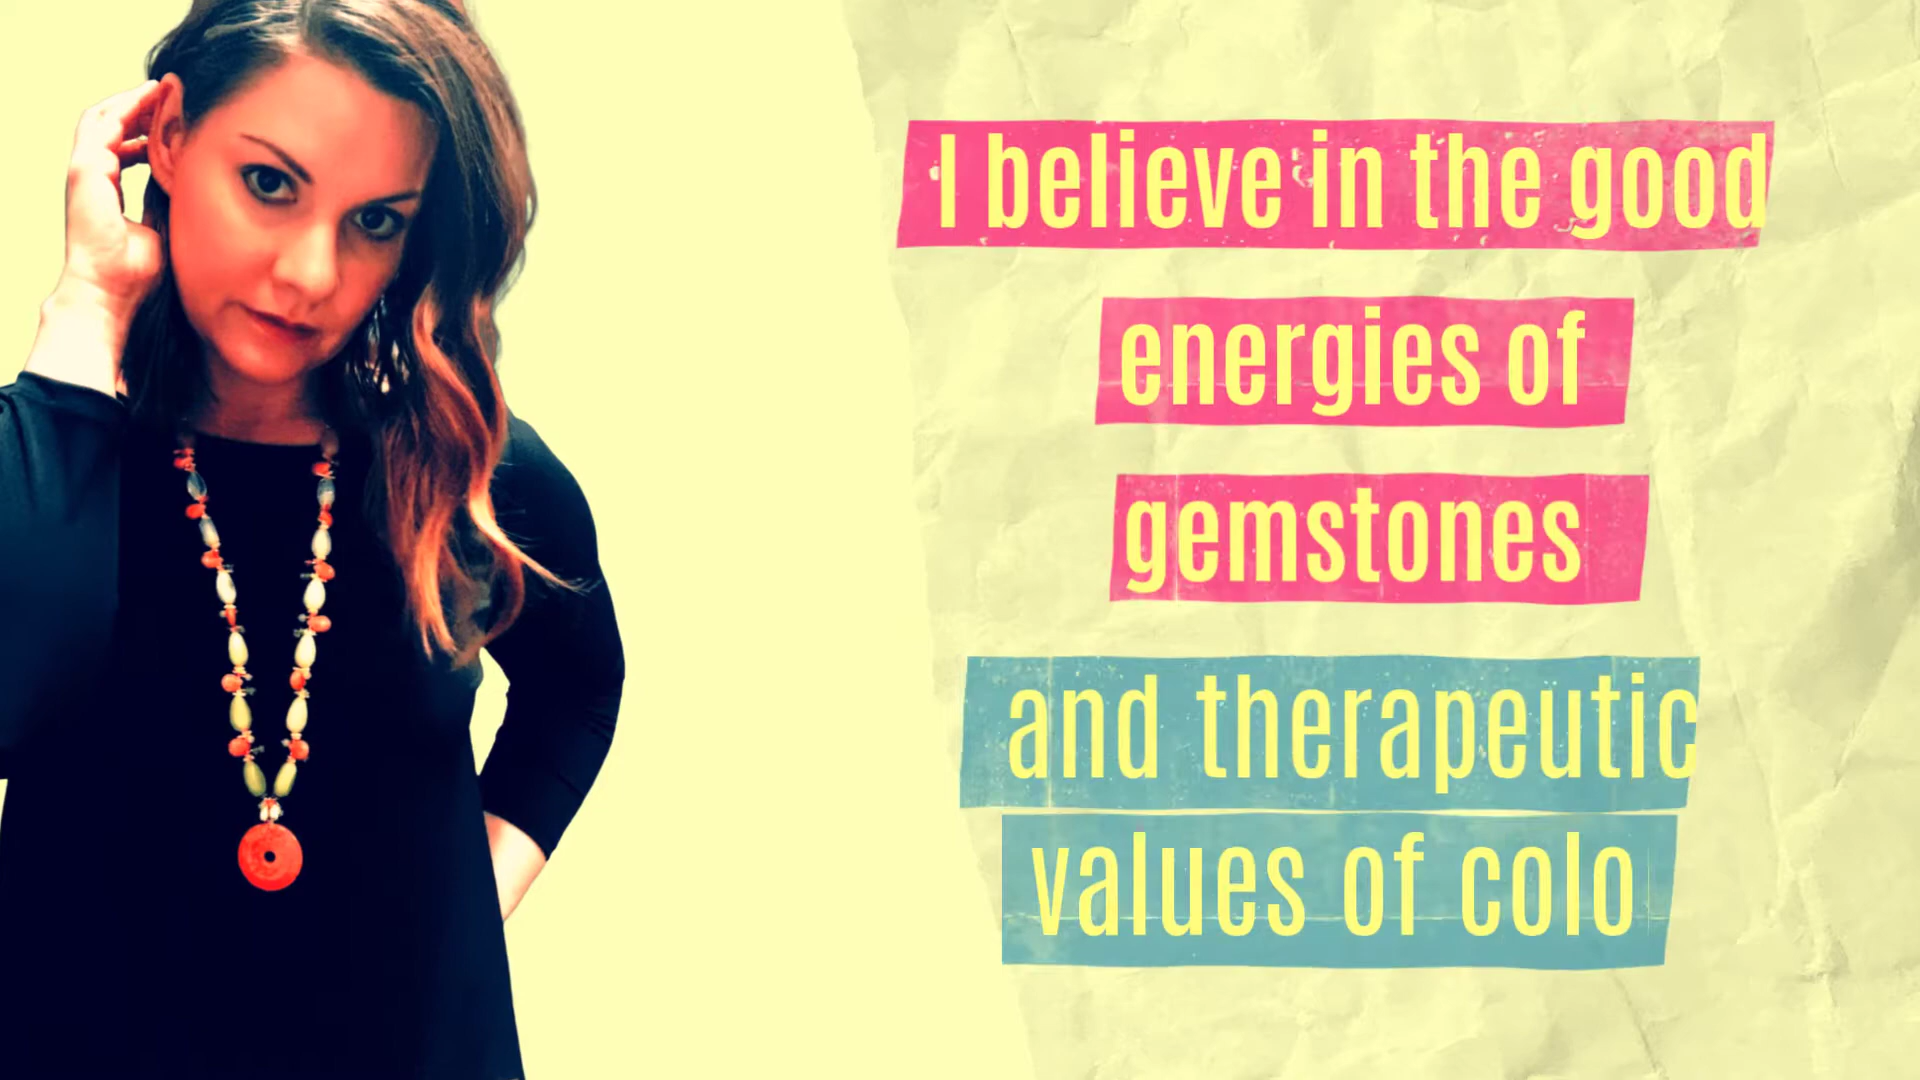 I believe in the good
energies of
gemstones
and therapeutic
values of colo